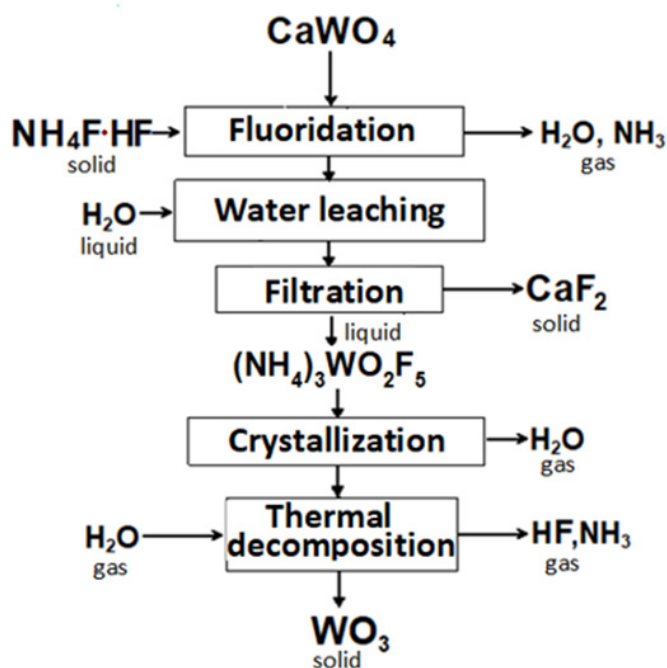 CaWO₄
NH₄F·HF
solid
Fluoridation
H₂O, NH₃
gas
H₂O
liquid
Water leaching
Filtration
CaF₂
solid
liquid
(NH₄)₃WO₂F₅
Crystallization
H₂O
gas
H₂O
gas
Thermal
decomposition
HF,NH₃
gas
WO₃
solid